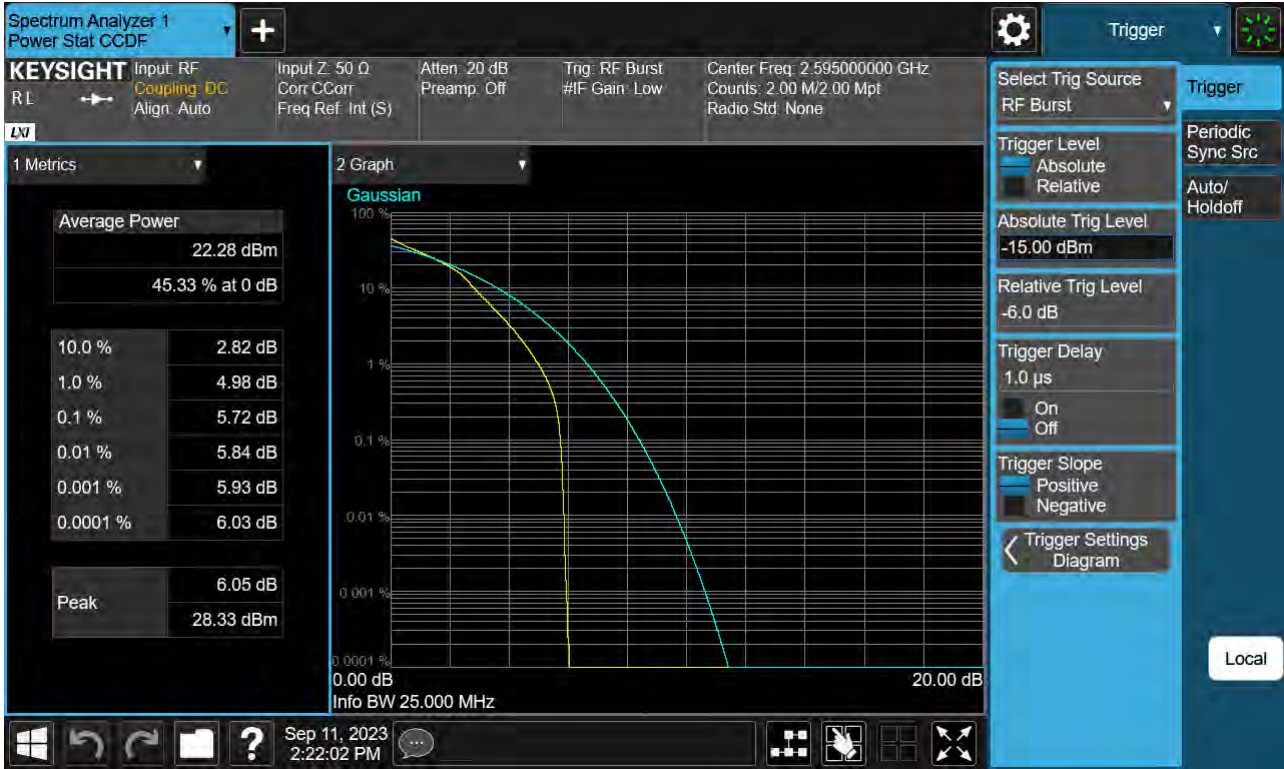 Spectrum Analyzer 1
Power Stat CCDF
Trigger
KEYSIGHT
RL
LXI
Input: RF
Coupling: DC
Align: Auto
Input Z: 50 Ω
Corr CCorr
Freq Ref: Int (S)
Atten: 20 dB
Preamp: Off
Trig: RF Burst
#IF Gain: Low
Center Freq: 2.595000000 GHz
Counts: 2.00 M/2.00 Mpt
Radio Std: None
1 Metrics
Average Power
22.28 dBm
45.33 % at 0 dB
10.0 % 2.82 dB
1.0 % 4.98 dB
0.1 % 5.72 dB
0.01 % 5.84 dB
0.001 % 5.93 dB
0.0001 % 6.03 dB
Peak
6.05 dB
28.33 dBm
2 Graph
Gaussian
100 %
10 %
1 %
0.1 %
0.01 %
0.001 %
0.0001 %
0.00 dB 20.00 dB
Info BW 25.000 MHz
Select Trig Source
RF Burst
Trigger Level
Absolute
Relative
Absolute Trig Level
-15.00 dBm
Relative Trig Level
-6.0 dB
Trigger Delay
1.0 µs
On
Off
Trigger Slope
Positive
Negative
Trigger Settings
Diagram
Trigger
Periodic
Sync Src
Auto/
Holdoff
Local
?
Sep 11, 2023
2:22:02 PM